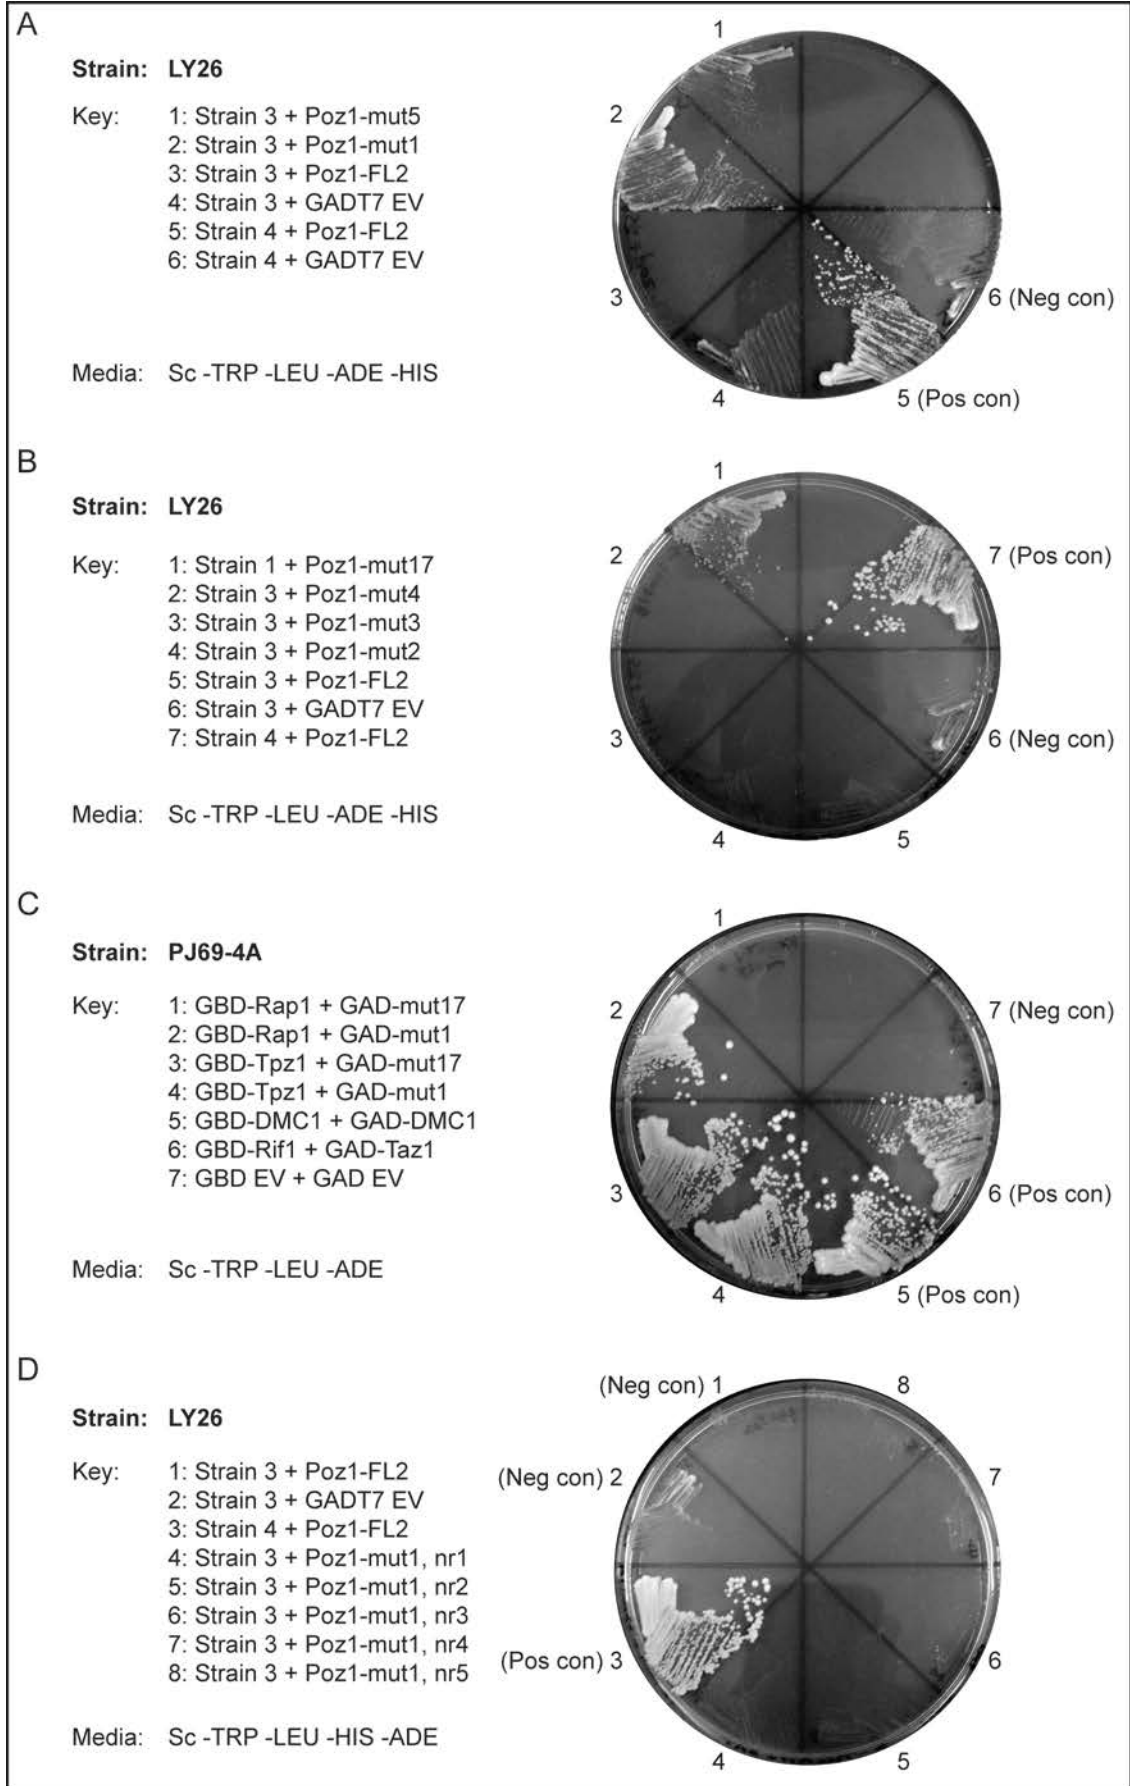 A
Strain: LY26
Key: 1: Strain 3 + Poz1-mut5
2: Strain 3 + Poz1-mut1
3: Strain 3 + Poz1-FL2
4: Strain 3 + GADT7 EV
5: Strain 4 + Poz1-FL2
6: Strain 4 + GADT7 EV
Media: Sc -TRP -LEU -ADE -HIS
1
2
3
4
5 (Pos con)
6 (Neg con)
B
Strain: LY26
Key: 1: Strain 1 + Poz1-mut17
2: Strain 3 + Poz1-mut4
3: Strain 3 + Poz1-mut3
4: Strain 3 + Poz1-mut2
5: Strain 3 + Poz1-FL2
6: Strain 3 + GADT7 EV
7: Strain 4 + Poz1-FL2
Media: Sc -TRP -LEU -ADE -HIS
1
2
3
4
5
6 (Neg con)
7 (Pos con)
C
Strain: PJ69-4A
Key: 1: GBD-Rap1 + GAD-mut17
2: GBD-Rap1 + GAD-mut1
3: GBD-Tpz1 + GAD-mut17
4: GBD-Tpz1 + GAD-mut1
5: GBD-DMC1 + GAD-DMC1
6: GBD-Rif1 + GAD-Taz1
7: GBD EV + GAD EV
Media: Sc -TRP -LEU -ADE
1
2
3
4
5 (Pos con)
6 (Pos con)
7 (Neg con)
D
Strain: LY26
Key: 1: Strain 3 + Poz1-FL2
2: Strain 3 + GADT7 EV
3: Strain 4 + Poz1-FL2
4: Strain 3 + Poz1-mut1, nr1
5: Strain 3 + Poz1-mut1, nr2
6: Strain 3 + Poz1-mut1, nr3
7: Strain 3 + Poz1-mut1, nr4
8: Strain 3 + Poz1-mut1, nr5
Media: Sc -TRP -LEU -HIS -ADE
(Neg con) 1
(Neg con) 2
(Pos con) 3
4
5
6
7
8